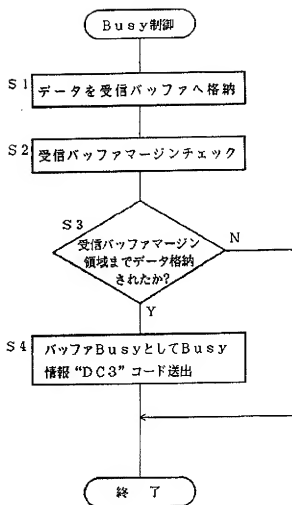 Busy制御
S1
データを受信バッファへ格納
S2
受信バッファマージンチェック
S3
受信バッファマージン
領域までデータ格納
されたか?
N
Y
S4
バッファBusyとしてBusy
情報“DC3”コード送出
終 了